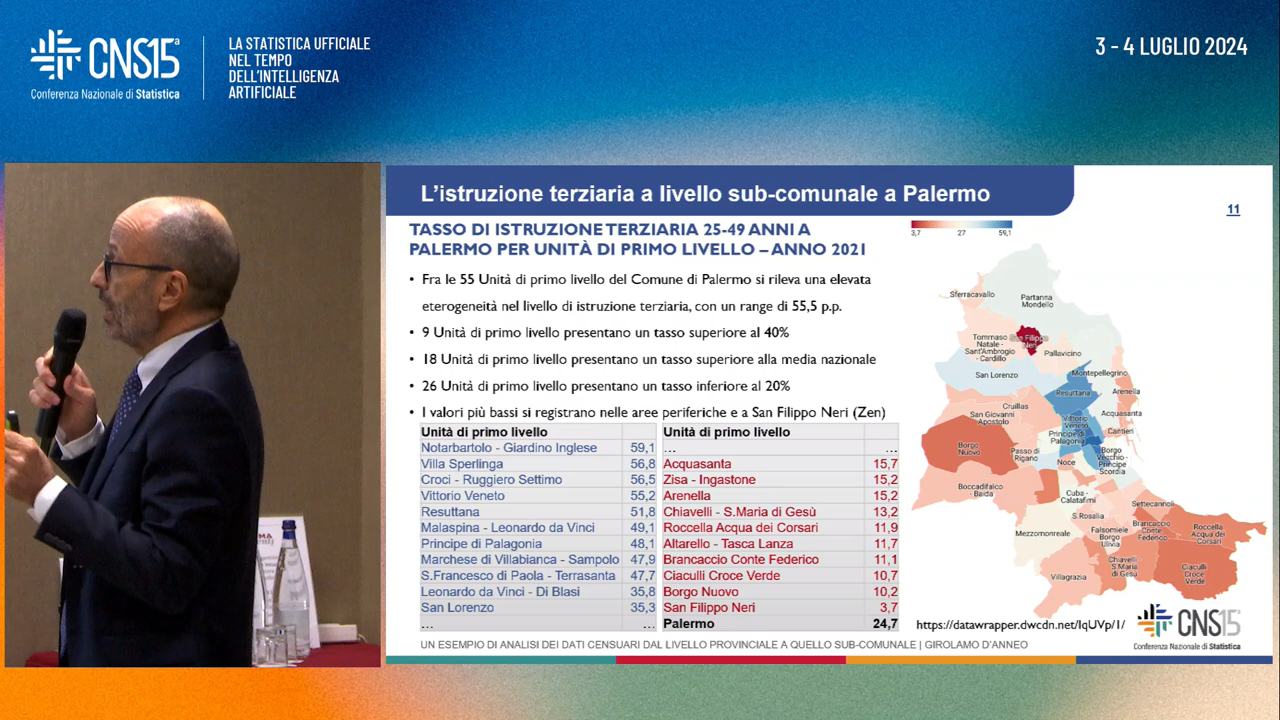 CNS15ª
Conferenza Nazionale di Statistica
LA STATISTICA UFFICIALE
NEL TEMPO
DELL'INTELLIGENZA
ARTIFICIALE
3 - 4 LUGLIO 2024
L'istruzione terziaria a livello sub-comunale a Palermo
11
TASSO DI ISTRUZIONE TERZIARIA 25-49 ANNI A
PALERMO PER UNITÀ DI PRIMO LIVELLO – ANNO 2021
• Fra le 55 Unità di primo livello del Comune di Palermo si rileva una elevata
eterogeneità nel livello di istruzione terziaria, con un range di 55,5 p.p.
• 9 Unità di primo livello presentano un tasso superiore al 40%
• 18 Unità di primo livello presentano un tasso superiore alla media nazionale
• 26 Unità di primo livello presentano un tasso inferiore al 20%
• I valori più bassi si registrano nelle aree periferiche e a San Filippo Neri (Zen)
Unità di primo livello
Notarbartolo - Giardino Inglese 59,1
Villa Sperlinga 56,8
Croci - Ruggiero Settimo 56,5
Vittorio Veneto 55,2
Resuttana 51,8
Malaspina - Leonardo da Vinci 49,1
Principe di Palagonia 48,1
Marchese di Villabianca - Sampolo 47,9
S.Francesco di Paola - Terrasanta 47,7
Leonardo da Vinci - Di Blasi 35,8
San Lorenzo 35,3
... ...
Unità di primo livello
... ...
Acquasanta 15,7
Zisa - Ingastone 15,2
Arenella 15,2
Chiavelli - S.Maria di Gesù 13,2
Roccella Acqua dei Corsari 11,9
Altarello - Tasca Lanza 11,7
Brancaccio Conte Federico 11,1
Ciaculli Croce Verde 10,7
Borgo Nuovo 10,2
San Filippo Neri 3,7
Palermo 24,7
3,7 27 59,1
Sferracavallo
Partanna
Mondello
Tommaso
Natale -
Sant'Ambrogio
- Cardillo
San Filippo
Neri
Pallavicino
San Lorenzo
Montepellegrino
Resuttana
Arenella
Cruillas
San Giovanni
Apostolo
Vittorio
Veneto
Acquasanta
Principe di
Palagonia
Cantieri
Borgo
Nuovo
Passo di
Rigano
Noce
Borgo
Vecchio -
Principe
Scordia
Boccadifalco
- Baida
Cuba -
Calatafimi
Settecannoli
S.Rosalia
Mezzomonreale
Falsomiele
Borgo
Ulivia
Brancaccio
Conte
Federico
Roccella
Acqua dei
Corsari
Chiavelli
S.Maria
di Gesù
Villagrazia
Ciaculli
Croce
Verde
https://datawrapper.dwcdn.net/IqUVp/1/
CNS15
Conferenza Nazionale di Statistica
UN ESEMPIO DI ANALISI DEI DATI CENSUARI DAL LIVELLO PROVINCIALE A QUELLO SUB-COMUNALE | GIROLAMO D'ANNEO